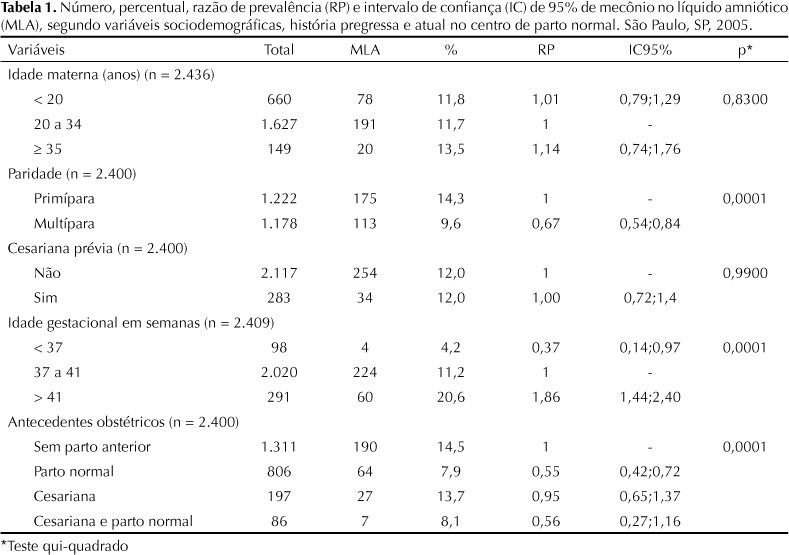 Tabela 1. Número, percentual, razão de prevalência (RP) e intervalo de confiança (IC) de 95% de mecônio no líquido amniótico
(MLA), segundo variáveis sociodemográficas, história pregressa e atual no centro de parto normal. São Paulo, SP, 2005.
Variáveis Total MLA % RP IC95% p*
Idade materna (anos) (n = 2.436)
< 20 660 78 11,8 1,01 0,79;1,29 0,8300
20 a 34 1.627 191 11,7 1 -
≥ 35 149 20 13,5 1,14 0,74;1,76
Paridade (n = 2.400)
Primípara 1.222 175 14,3 1 - 0,0001
Multípara 1.178 113 9,6 0,67 0,54;0,84
Cesariana prévia (n = 2.400)
Não 2.117 254 12,0 1 - 0,9900
Sim 283 34 12,0 1,00 0,72;1,4
Idade gestacional em semanas (n = 2.409)
< 37 98 4 4,2 0,37 0,14;0,97 0,0001
37 a 41 2.020 224 11,2 1 -
> 41 291 60 20,6 1,86 1,44;2,40
Antecedentes obstétricos (n = 2.400)
Sem parto anterior 1.311 190 14,5 1 - 0,0001
Parto normal 806 64 7,9 0,55 0,42;0,72
Cesariana 197 27 13,7 0,95 0,65;1,37
Cesariana e parto normal 86 7 8,1 0,56 0,27;1,16
*Teste qui-quadrado